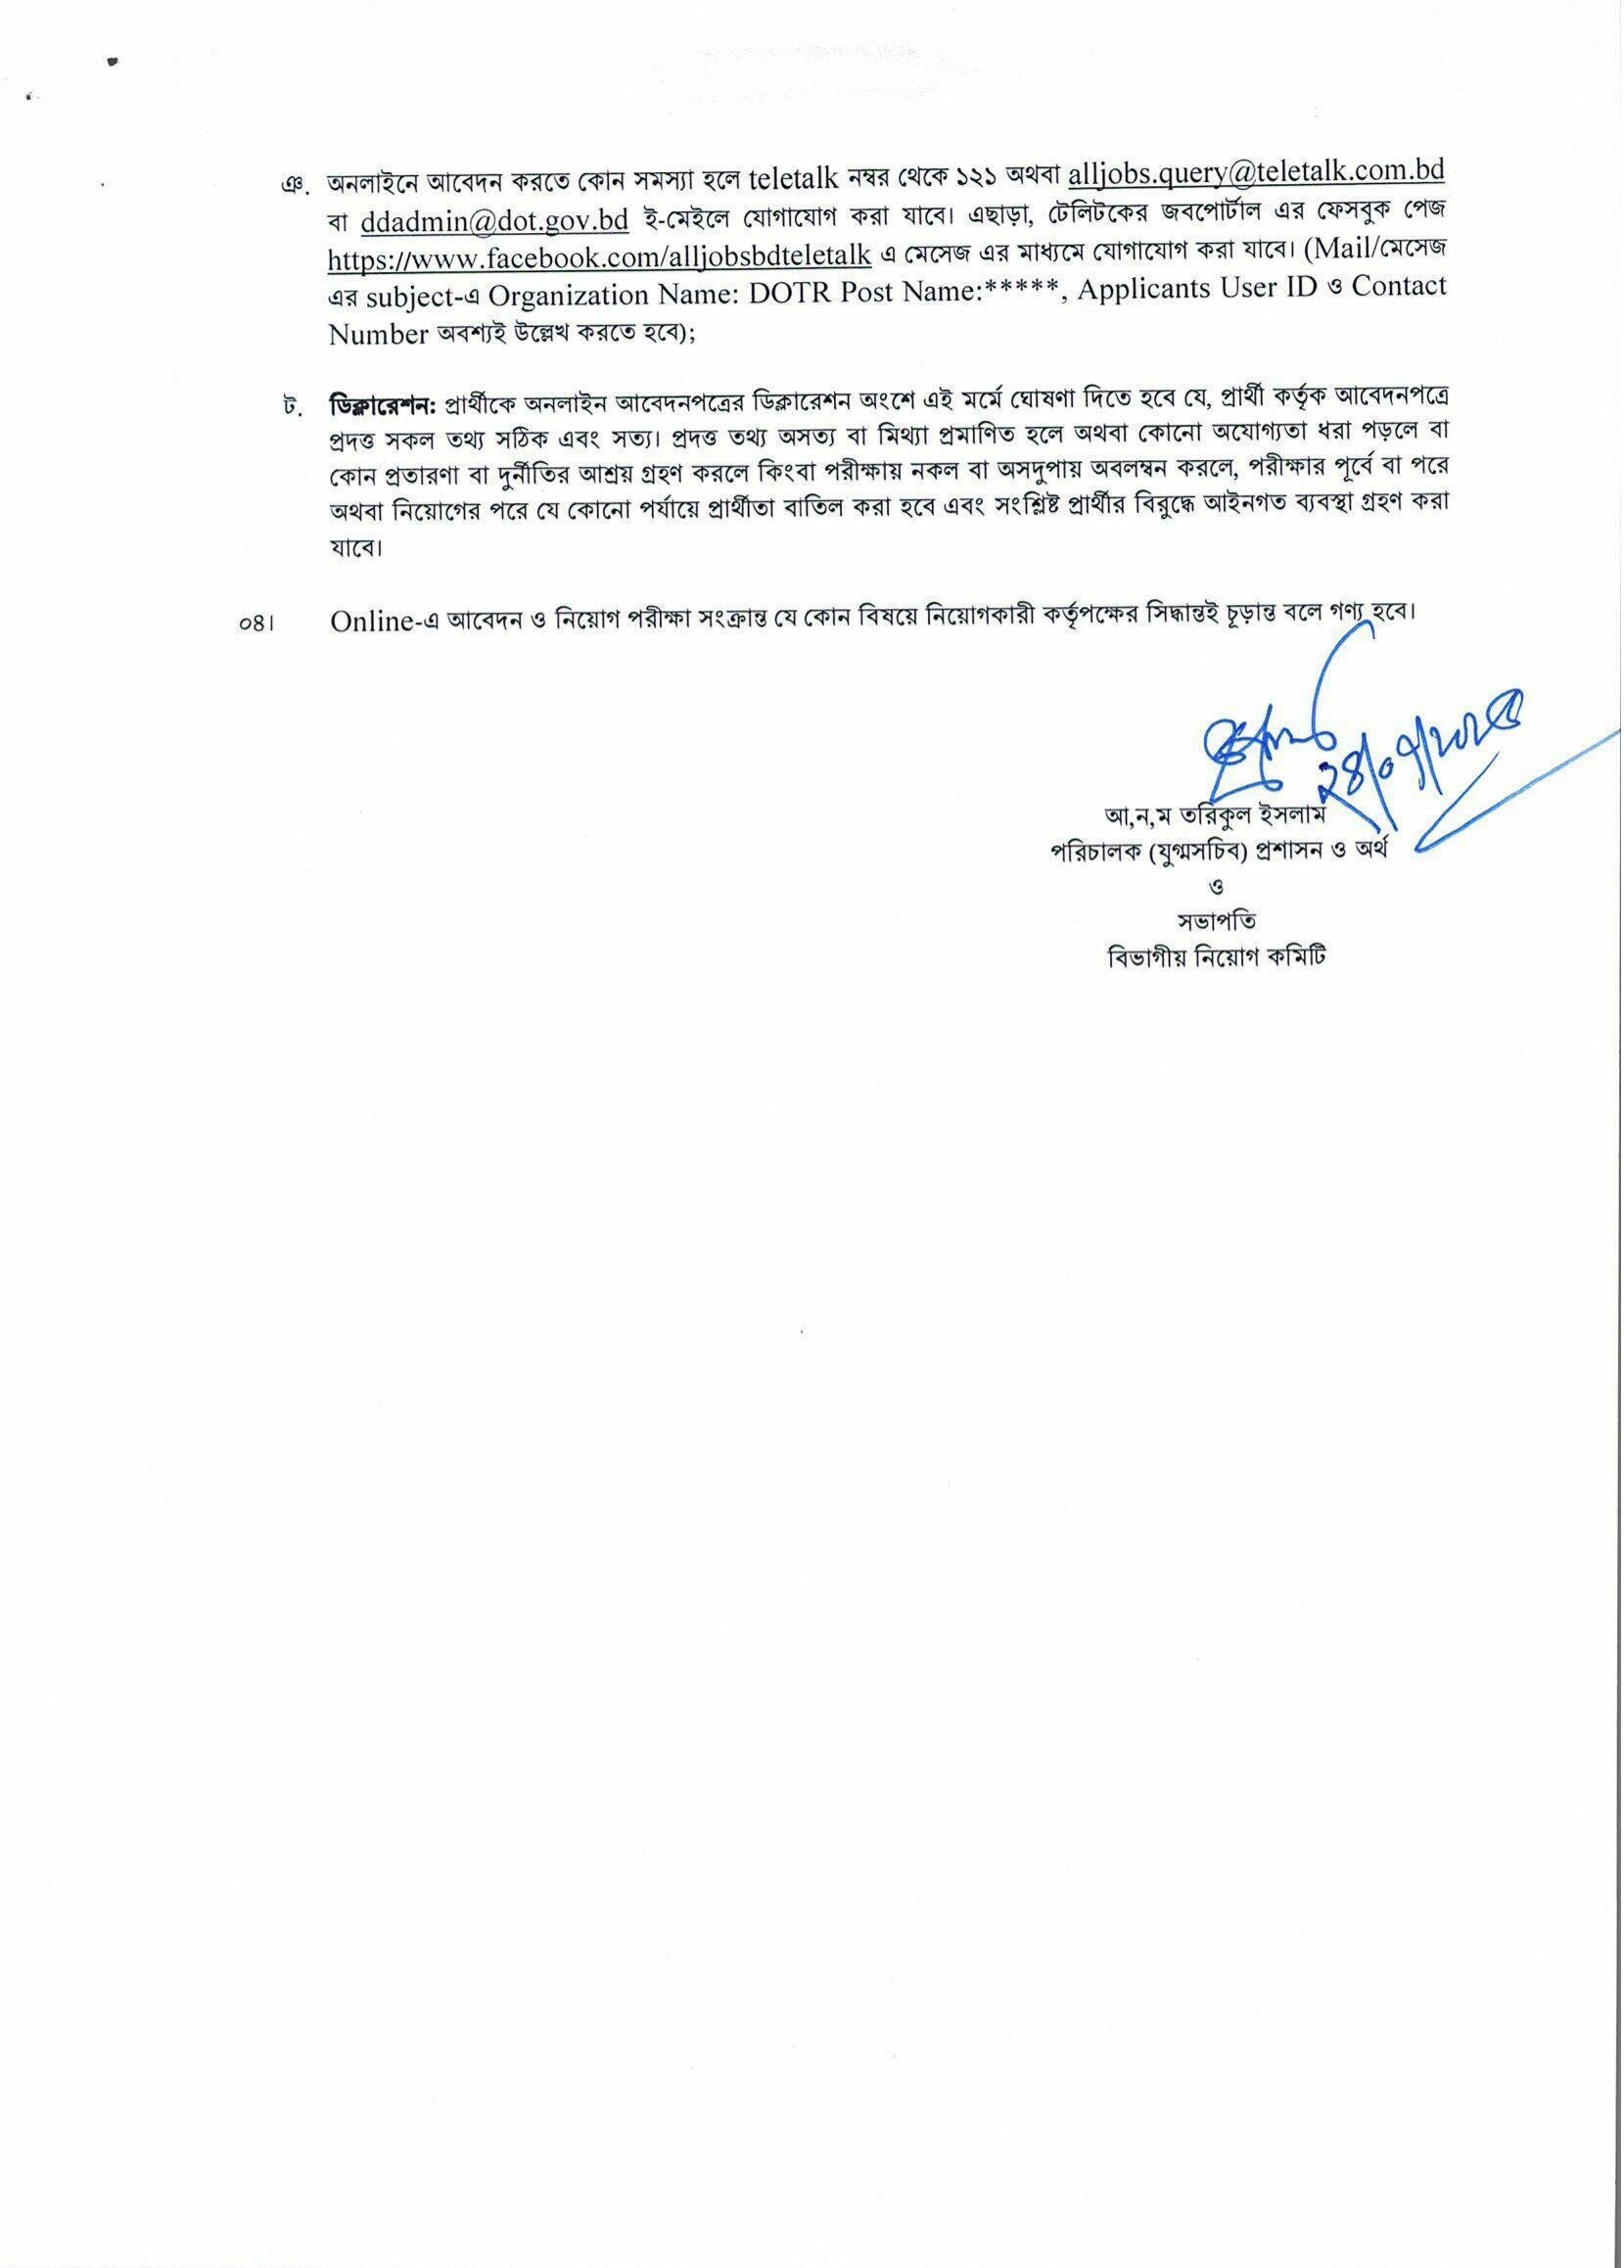 ঞ. অনলাইনে আবেদন করতে কোন সমস্যা হলে teletalk নম্বর থেকে ১২১ অথবা alljobs.query@teletalk.com.bd
বা ddadmin@dot.gov.bd ই-মেইলে যোগাযোগ করা যাবে। এছাড়া, টেলিটকের জবপোর্টাল এর ফেসবুক পেজ
https://www.facebook.com/alljobsbdteletalk এ মেসেজ এর মাধ্যমে যোগাযোগ করা যাবে। (Mail/মেসেজ
এর subject-এ Organization Name: DOTR Post Name:*****, Applicants User ID ও Contact
Number অবশ্যই উল্লেখ করতে হবে);
ট. ডিক্লারেশন: প্রার্থীকে অনলাইন আবেদনপত্রের ডিক্লারেশন অংশে এই মর্মে ঘোষণা দিতে হবে যে, প্রার্থী কর্তৃক আবেদনপত্রে
প্রদত্ত সকল তথ্য সঠিক এবং সত্য। প্রদত্ত তথ্য অসত্য বা মিথ্যা প্রমাণিত হলে অথবা কোনো অযোগ্যতা ধরা পড়লে বা
কোন প্রতারণা বা দুর্নীতির আশ্রয় গ্রহণ করলে কিংবা পরীক্ষায় নকল বা অসদুপায় অবলম্বন করলে, পরীক্ষার পূর্বে বা পরে
অথবা নিয়োগের পরে যে কোনো পর্যায়ে প্রার্থীতা বাতিল করা হবে এবং সংশ্লিষ্ট প্রার্থীর বিরুদ্ধে আইনগত ব্যবস্থা গ্রহণ করা
যাবে।
০৪। Online-এ আবেদন ও নিয়োগ পরীক্ষা সংক্রান্ত যে কোন বিষয়ে নিয়োগকারী কর্তৃপক্ষের সিদ্ধান্তই চূড়ান্ত বলে গণ্য হবে।
আ,ন,ম তরিকুল ইসলাম
পরিচালক (যুগ্মসচিব) প্রশাসন ও অর্থ
ও
সভাপতি
বিভাগীয় নিয়োগ কমিটি